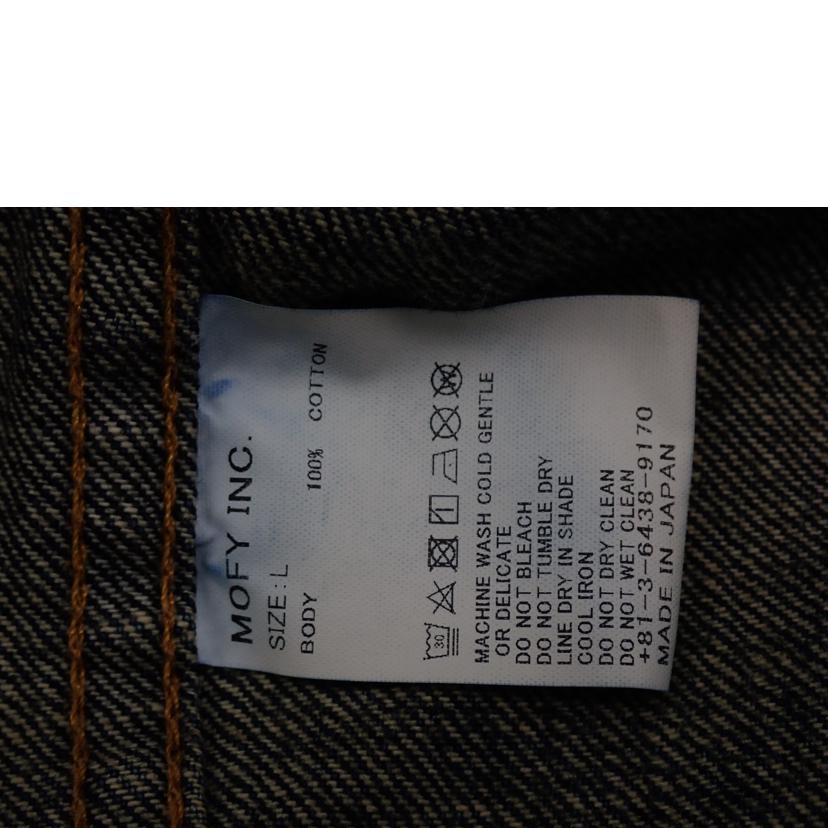 MOFY INC.
SIZE : L
BODY 100% COTTON
30
MACHINE WASH COLD GENTLE
OR DELICATE
DO NOT BLEACH
DO NOT TUMBLE DRY
LINE DRY IN SHADE
COOL IRON
DO NOT DRY CLEAN
DO NOT WET CLEAN
+81-3-6438-9170
MADE IN JAPAN